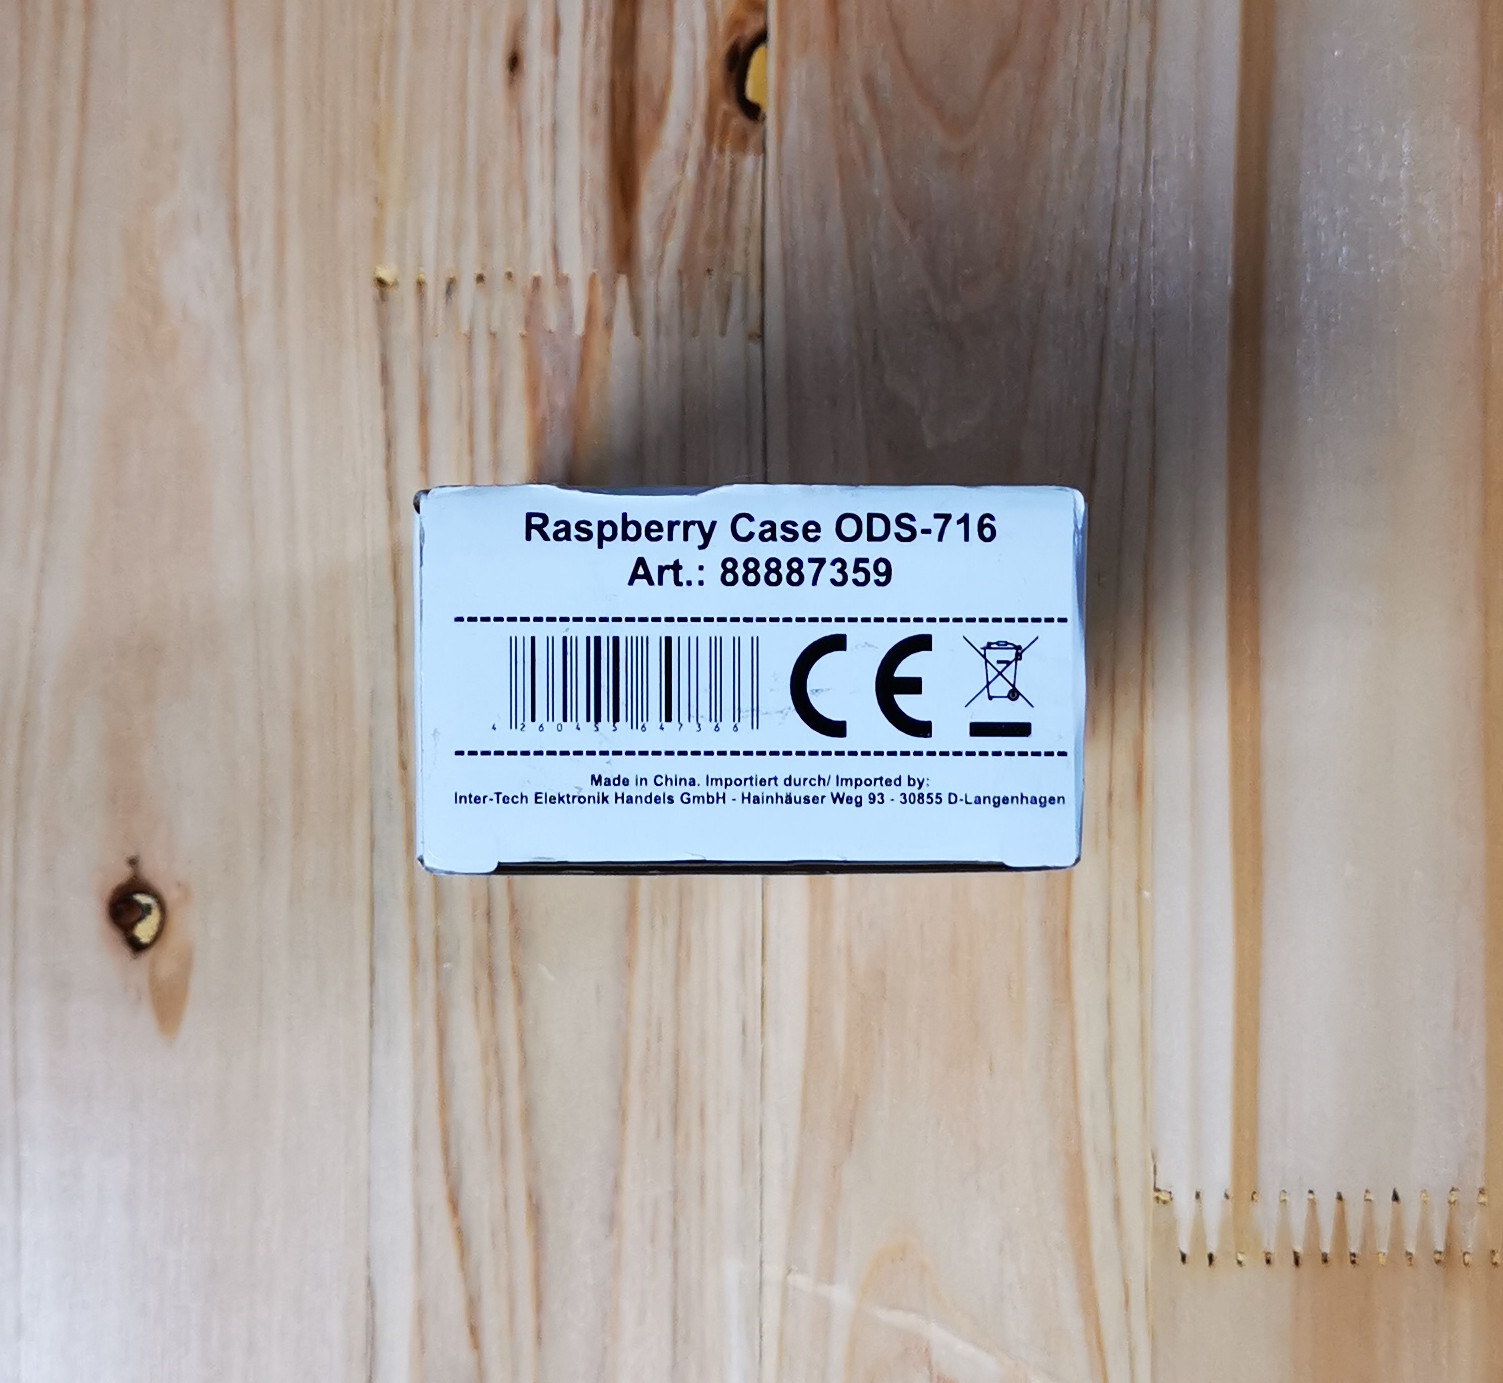 Raspberry Case ODS-716
Art.: 88887359
4 260455 647366
CE
Made in China. Importiert durch/ Imported by:
Inter-Tech Elektronik Handels GmbH - Hainhäuser Weg 93 - 30855 D-Langenhagen